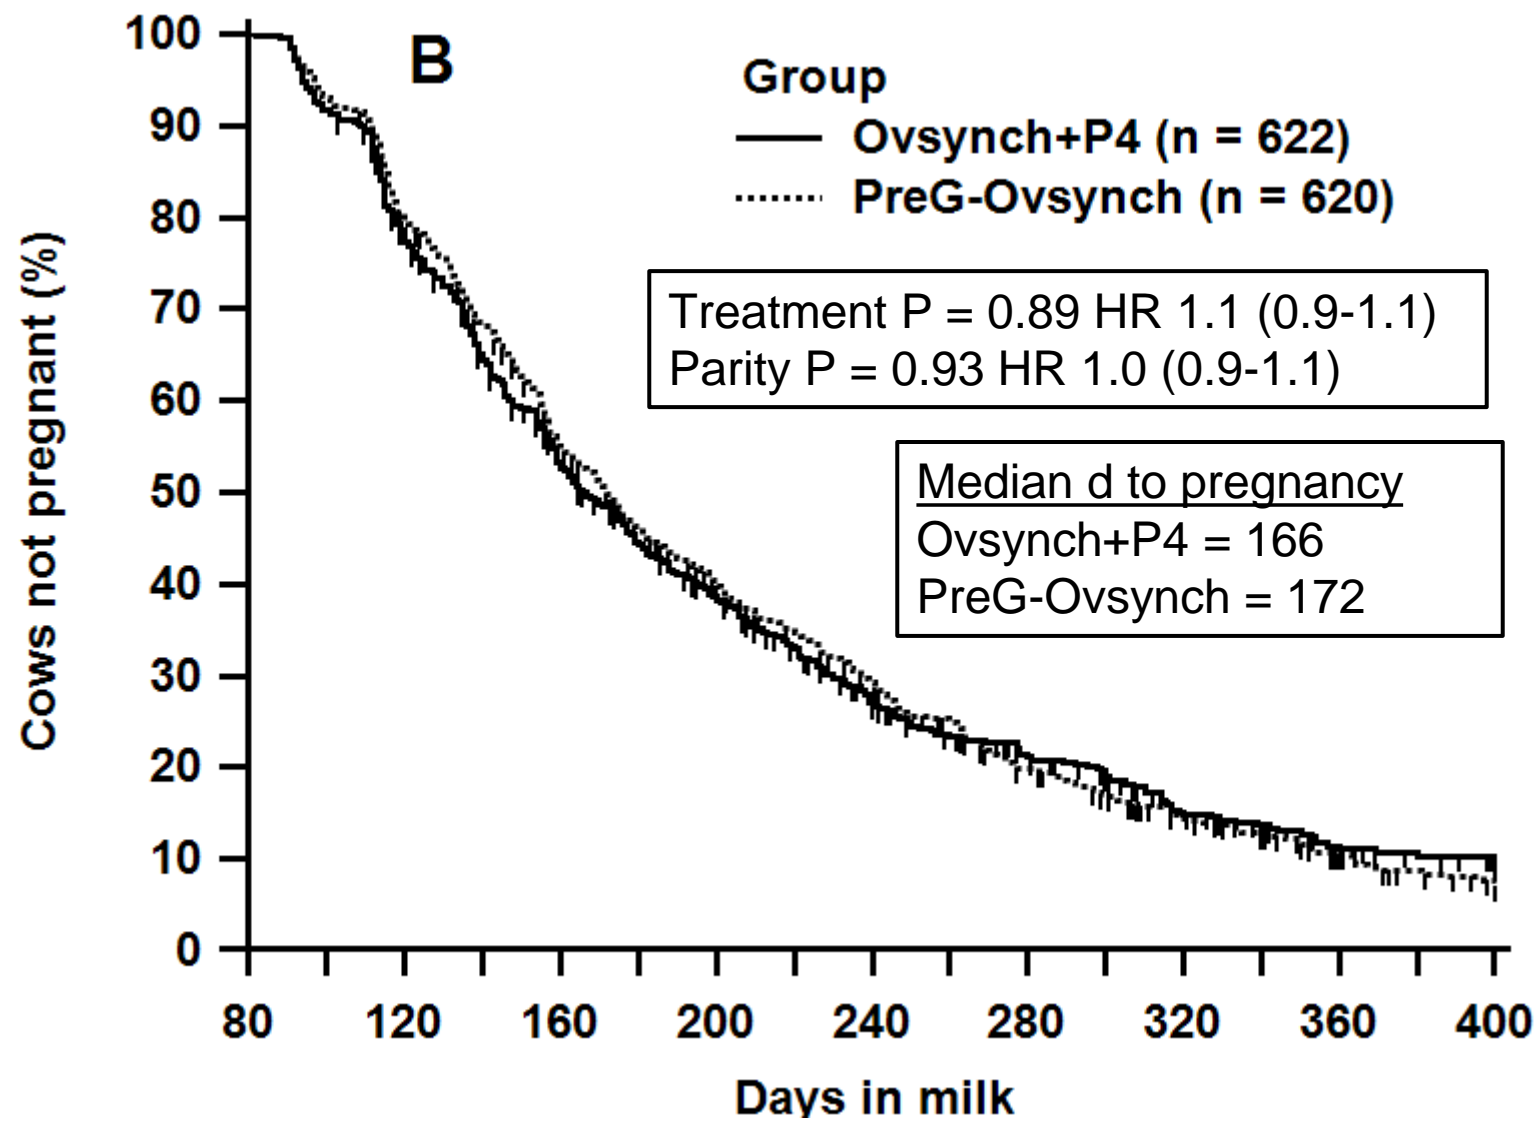 B
Group
Ovsynch+P4 (n = 622)
PreG-Ovsynch (n = 620)
Treatment P = 0.89 HR 1.1 (0.9-1.1)
Parity P = 0.93 HR 1.0 (0.9-1.1)
Median d to pregnancy
Ovsynch+P4 = 166
PreG-Ovsynch = 172
Cows not pregnant (%)
100
90
80
70
60
50
40
30
20
10
0
80 120 160 200 240 280 320 360 400
Days in milk